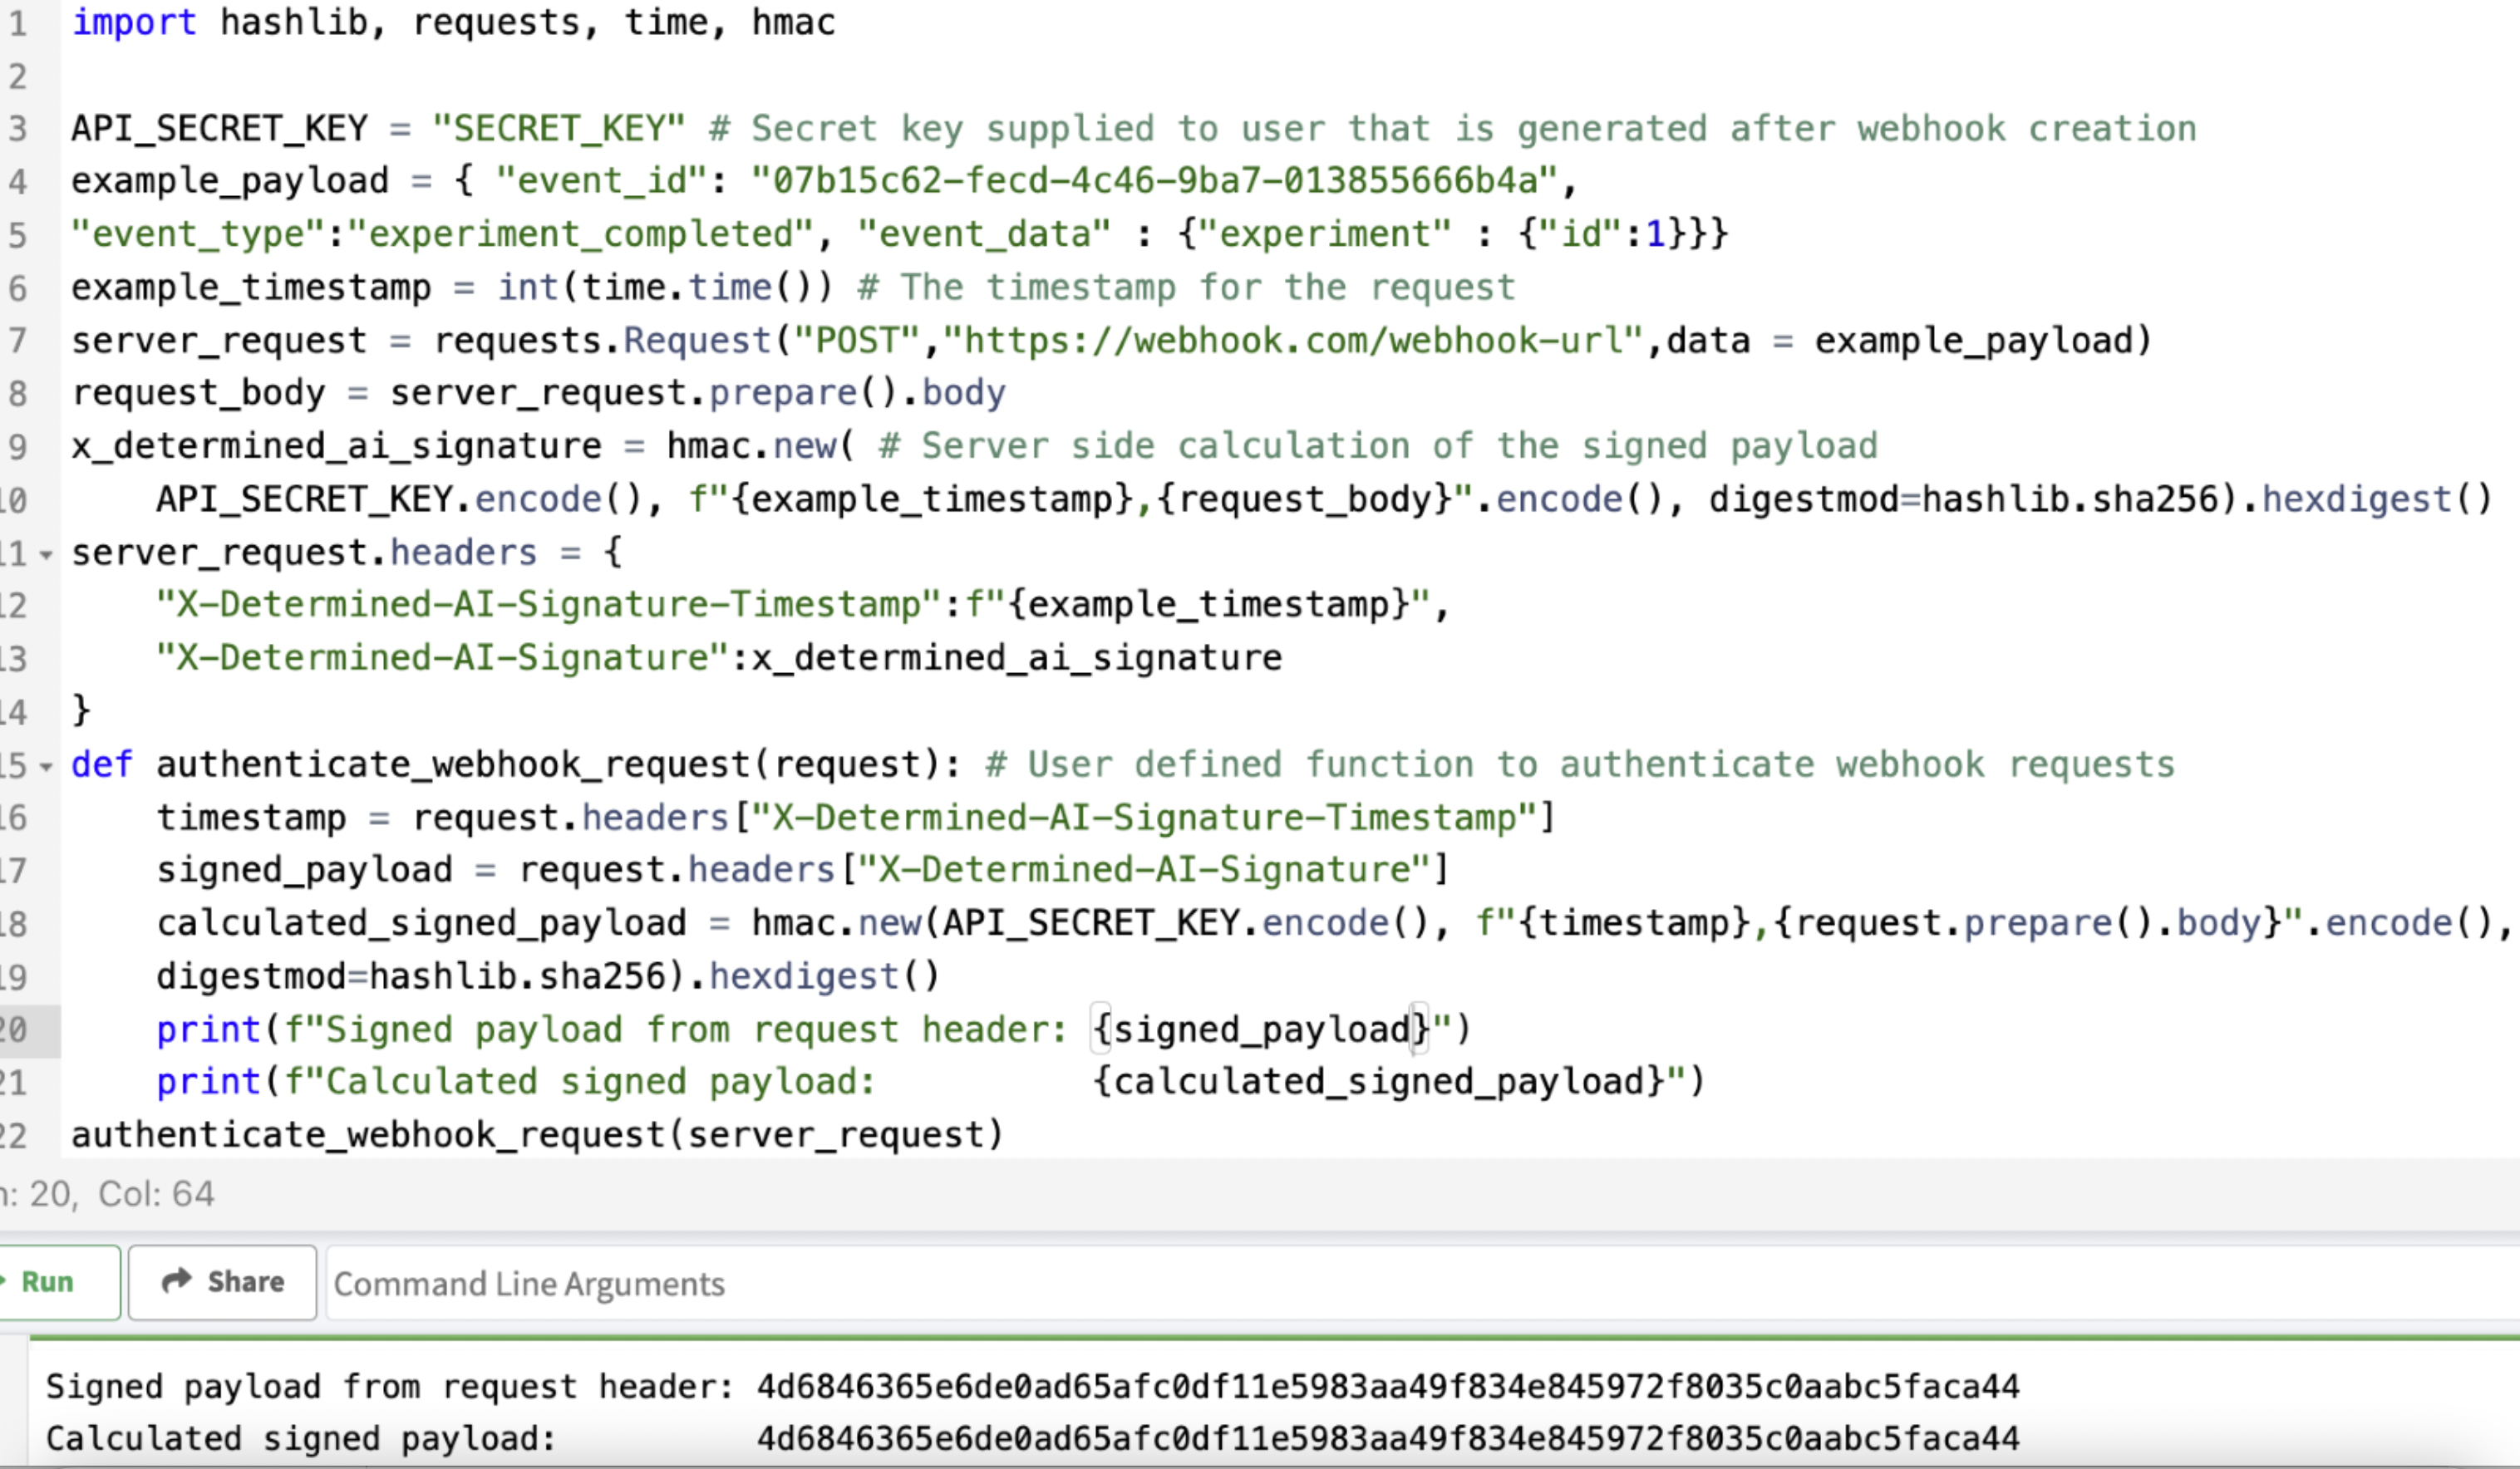 1 import hashlib, requests, time, hmac
2
3 API_SECRET_KEY = "SECRET_KEY" # Secret key supplied to user that is generated after webhook creation
4 example_payload = { "event_id": "07b15c62-fecd-4c46-9ba7-013855666b4a",
5 "event_type":"experiment_completed", "event_data" : {"experiment" : {"id":1}}}
6 example_timestamp = int(time.time()) # The timestamp for the request
7 server_request = requests.Request("POST","https://webhook.com/webhook-url",data = example_payload)
8 request_body = server_request.prepare().body
9 x_determined_ai_signature = hmac.new( # Server side calculation of the signed payload
10     API_SECRET_KEY.encode(), f"{example_timestamp},{request_body}".encode(), digestmod=hashlib.sha256).hexdigest()
11 server_request.headers = {
12     "X-Determined-AI-Signature-Timestamp":f"{example_timestamp}",
13     "X-Determined-AI-Signature":x_determined_ai_signature
14 }
15 def authenticate_webhook_request(request): # User defined function to authenticate webhook requests
16     timestamp = request.headers["X-Determined-AI-Signature-Timestamp"]
17     signed_payload = request.headers["X-Determined-AI-Signature"]
18     calculated_signed_payload = hmac.new(API_SECRET_KEY.encode(), f"{timestamp},{request.prepare().body}".encode(),
19     digestmod=hashlib.sha256).hexdigest()
20     print(f"Signed payload from request header: {signed_payload}")
21     print(f"Calculated signed payload:          {calculated_signed_payload}")
22 authenticate_webhook_request(server_request)
n: 20, Col: 64
Run Share Command Line Arguments
Signed payload from request header: 4d6846365e6de0ad65afc0df11e5983aa49f834e845972f8035c0aabc5faca44
Calculated signed payload:          4d6846365e6de0ad65afc0df11e5983aa49f834e845972f8035c0aabc5faca44